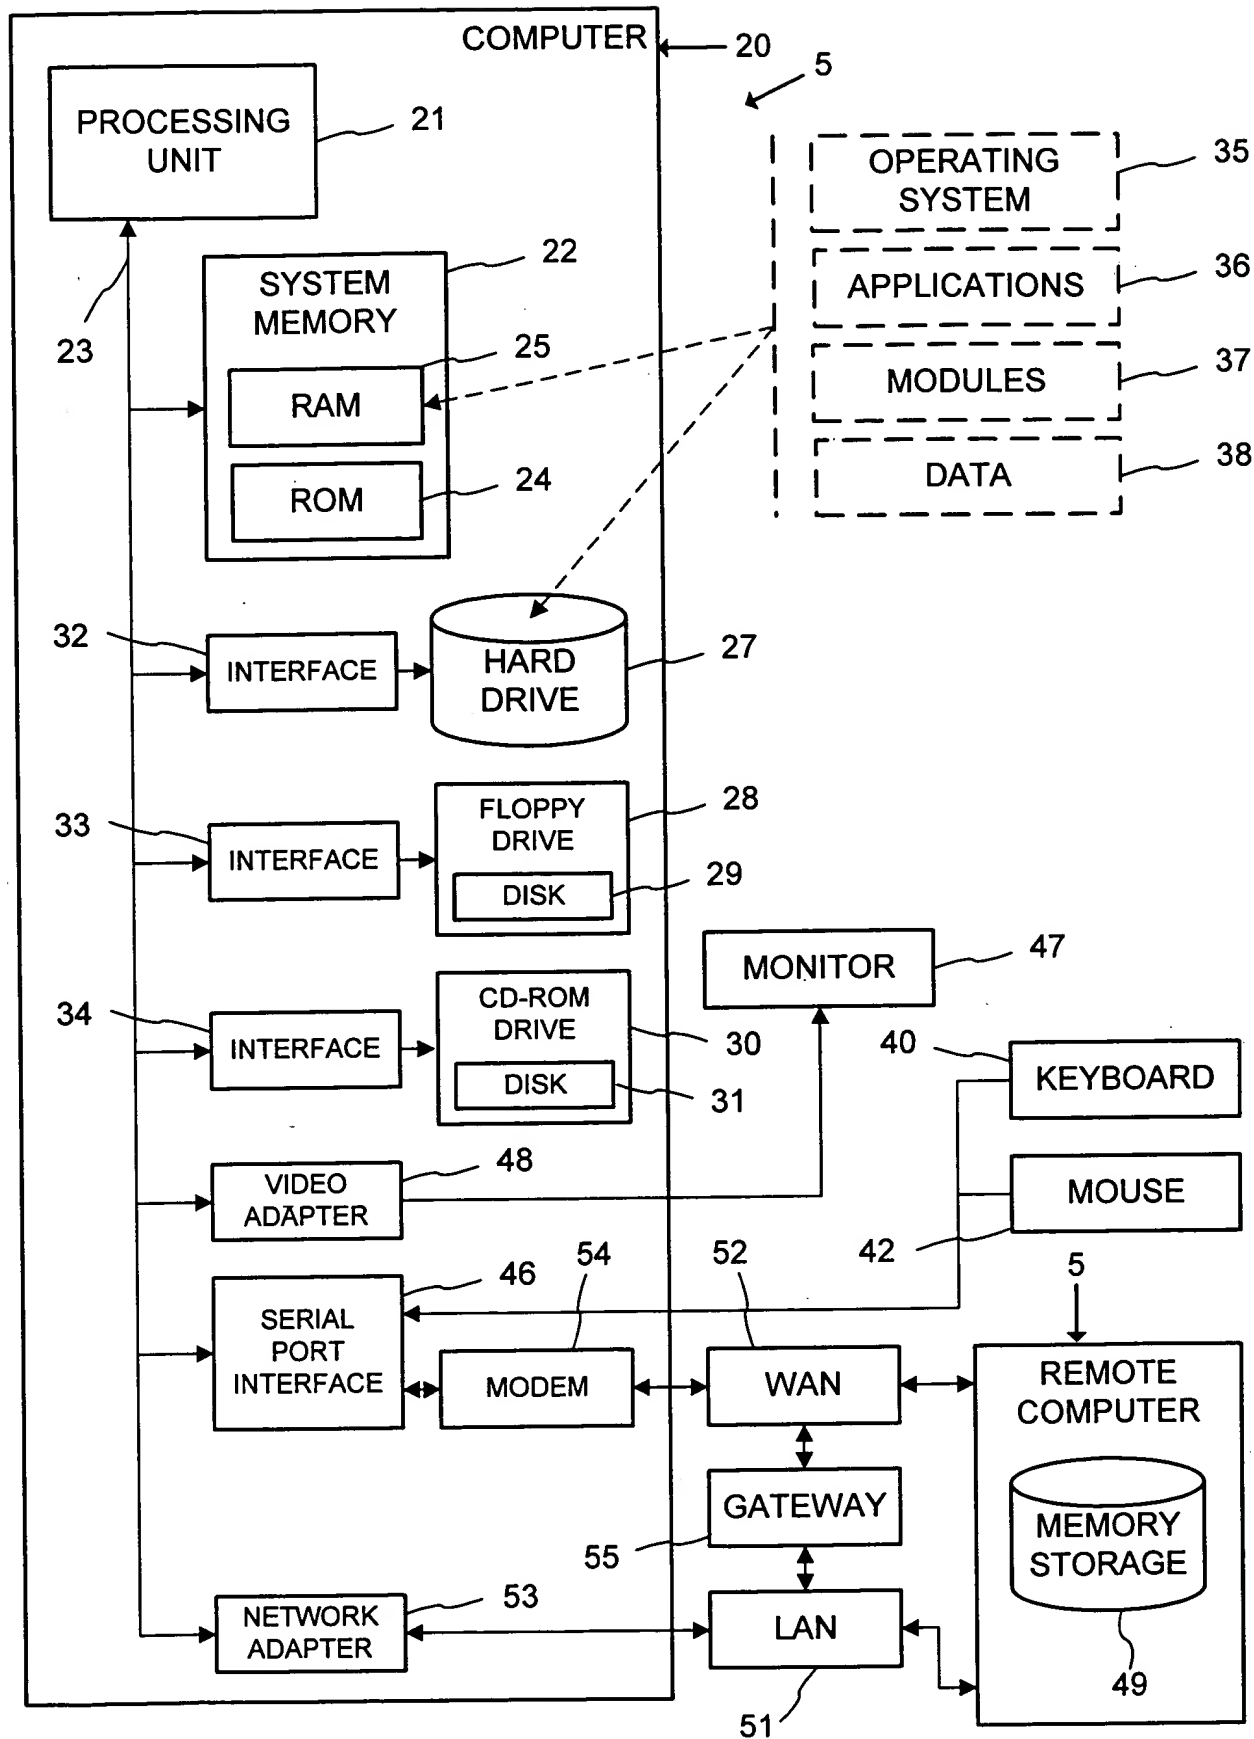 COMPUTER
20
5
PROCESSING
UNIT
21
OPERATING
SYSTEM
35
22
23
SYSTEM
MEMORY
APPLICATIONS
36
25
RAM
MODULES
37
24
ROM
DATA
38
32
INTERFACE
HARD
DRIVE
27
33
INTERFACE
FLOPPY
DRIVE
28
DISK
29
MONITOR
47
34
INTERFACE
CD-ROM
DRIVE
30
DISK
31
40
KEYBOARD
48
VIDEO
ADAPTER
MOUSE
42
46
54
52
5
SERIAL
PORT
INTERFACE
MODEM
WAN
REMOTE
COMPUTER
GATEWAY
55
MEMORY
STORAGE
53
NETWORK
ADAPTER
LAN
51
49